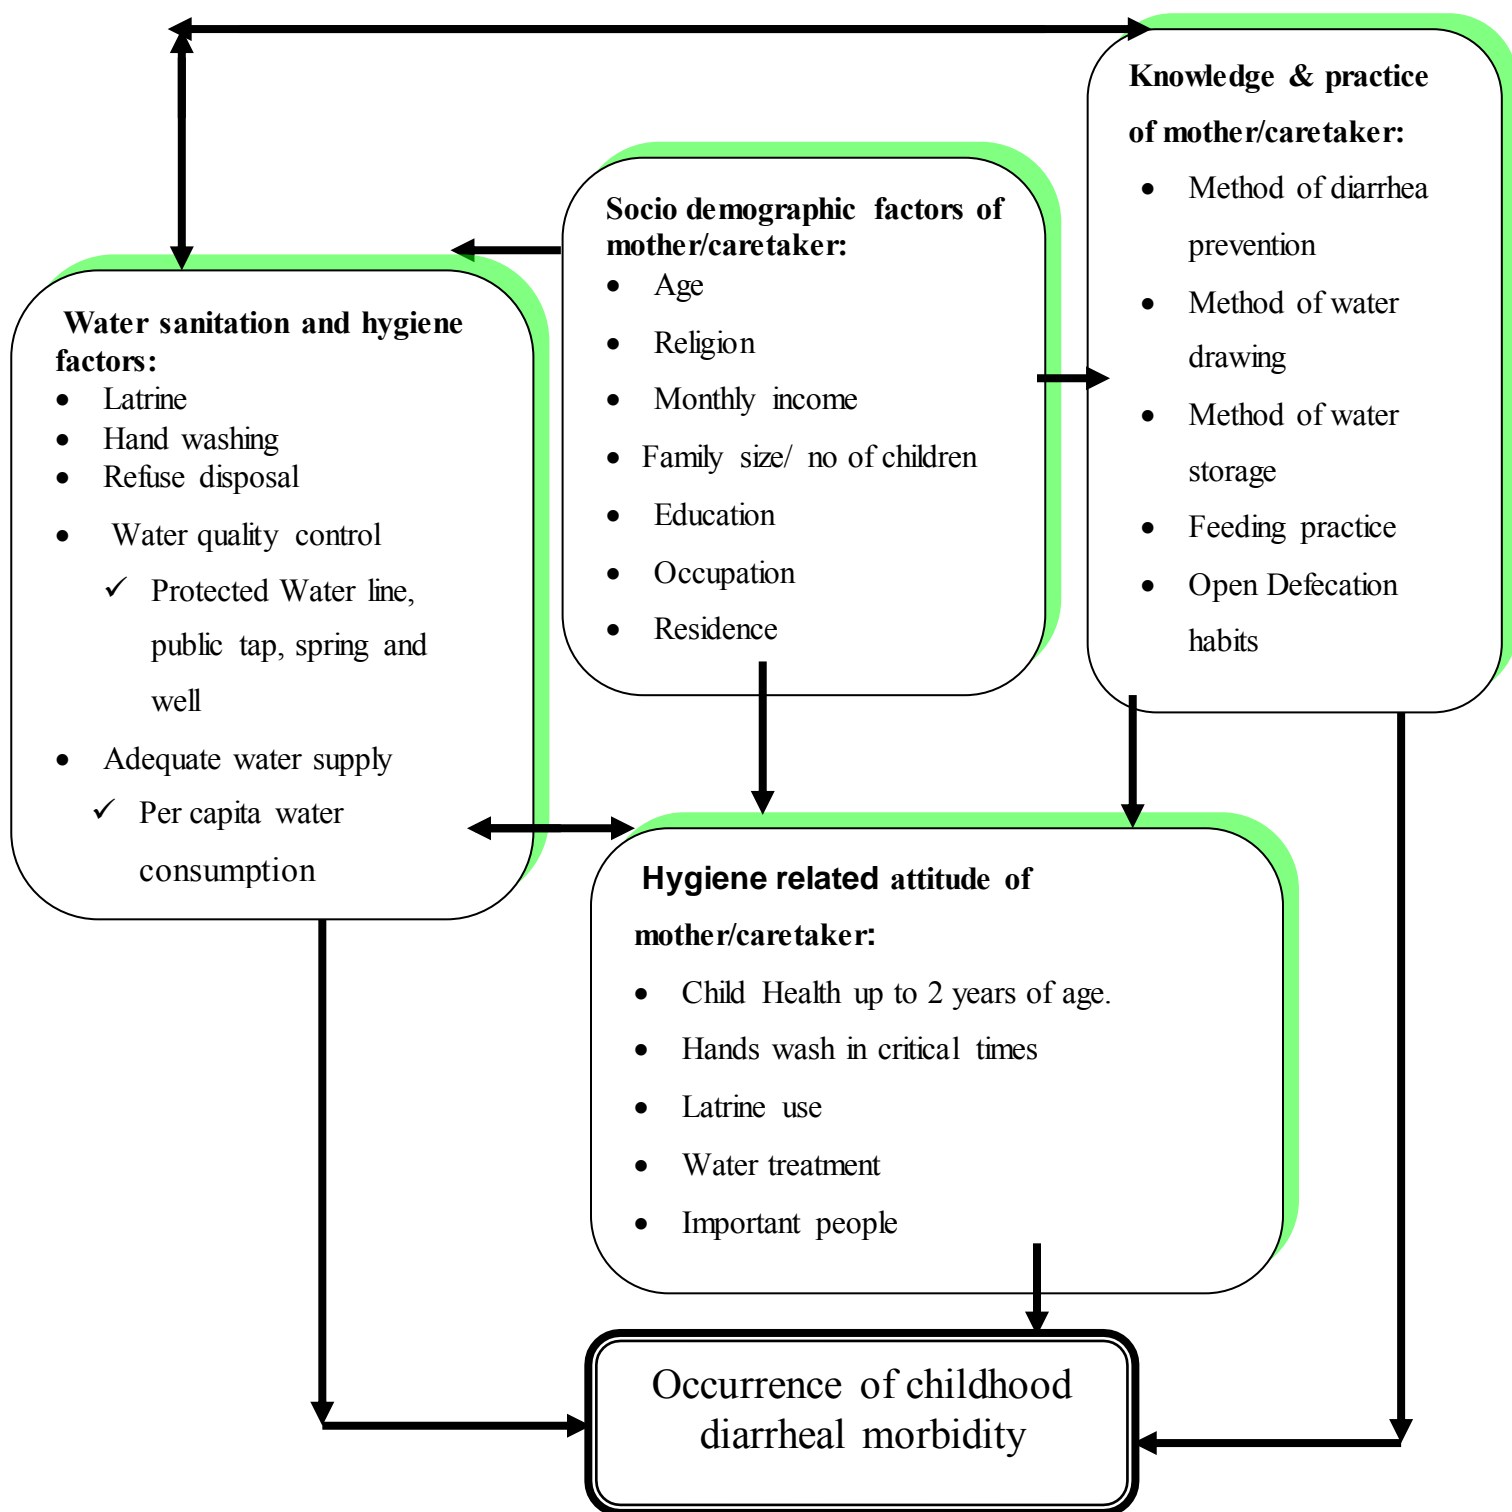 Knowledge & practice
of mother/caretaker:
• Method of diarrhea
prevention
• Method of water
drawing
• Method of water
storage
• Feeding practice
• Open Defecation
habits
Socio demographic factors of
mother/caretaker:
• Age
• Religion
• Monthly income
• Family size/ no of children
• Education
• Occupation
• Residence
Water sanitation and hygiene
factors:
• Latrine
• Hand washing
• Refuse disposal
• Water quality control
✓ Protected Water line,
public tap, spring and
well
• Adequate water supply
✓ Per capita water
consumption
Hygiene related attitude of
mother/caretaker:
• Child Health up to 2 years of age.
• Hands wash in critical times
• Latrine use
• Water treatment
• Important people
Occurrence of childhood
diarrheal morbidity